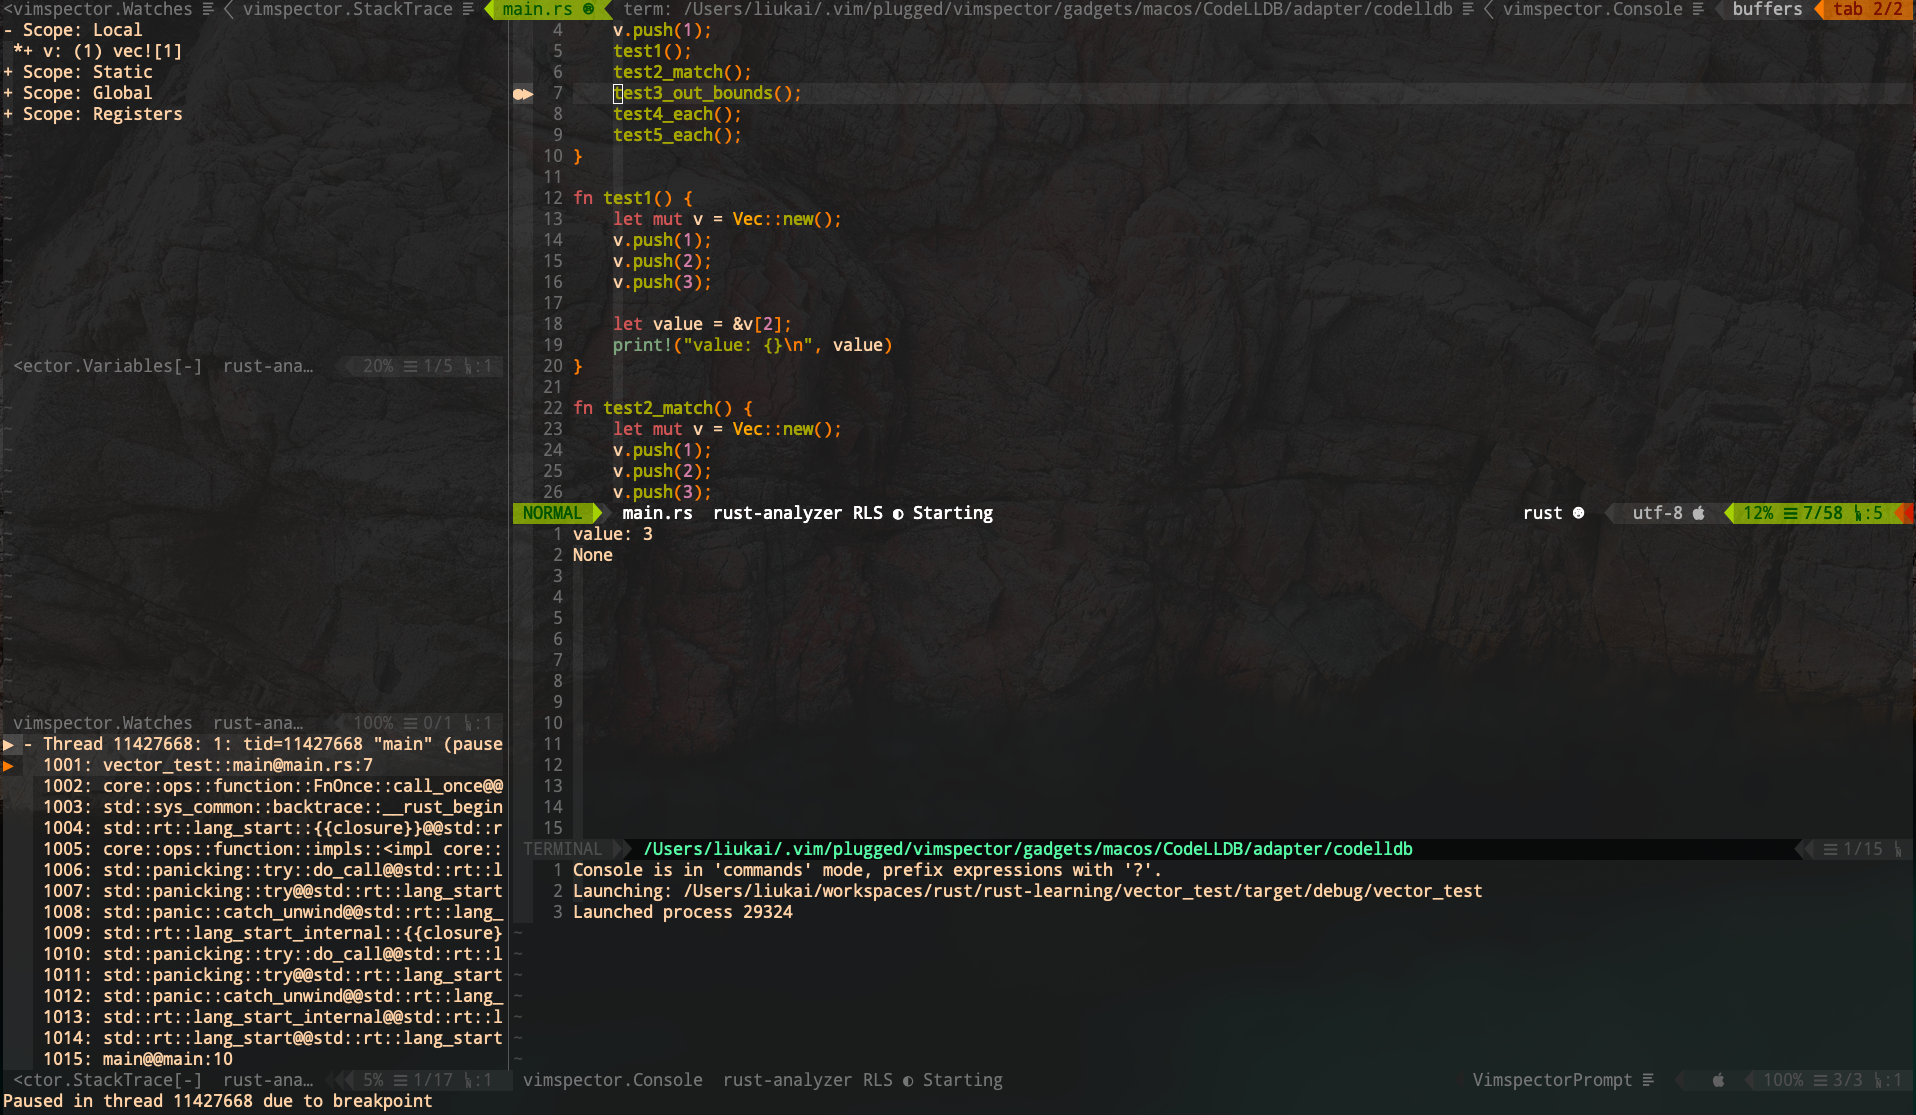 <vimspector.Watches ≡ < vimspector.StackTrace ≡ main.rs term: /Users/liukai/.vim/plugged/vimspector/gadgets/macos/CodeLLDB/adapter/codelldb ≡ < vimspector.Console ≡ buffers tab 2/2
- Scope: Local
*+ v: (1) vec![1]
+ Scope: Static
+ Scope: Global
+ Scope: Registers
<ector.Variables[-] rust-ana… 20% ≡ 1/5 :1
vimspector.Watches rust-ana… 100% ≡ 0/1 :1
▶ - Thread 11427668: 1: tid=11427668 "main" (pause
▶ 1001: vector_test::main@main.rs:7
1002: core::ops::function::FnOnce::call_once@@
1003: std::sys_common::backtrace::__rust_begin
1004: std::rt::lang_start::{{closure}}@@std::r
1005: core::ops::function::impls::<impl core::
1006: std::panicking::try::do_call@@std::rt::l
1007: std::panicking::try@@std::rt::lang_start
1008: std::panic::catch_unwind@@std::rt::lang_
1009: std::rt::lang_start_internal::{{closure}
1010: std::panicking::try::do_call@@std::rt::l
1011: std::panicking::try@@std::rt::lang_start
1012: std::panic::catch_unwind@@std::rt::lang_
1013: std::rt::lang_start_internal@@std::rt::l
1014: std::rt::lang_start@@std::rt::lang_start
1015: main@@main:10
<ctor.StackTrace[-] rust-ana… 5% ≡ 1/17 :1
4 v.push(1);
5 test1();
6 test2_match();
●▶ 7 test3_out_bounds();
8 test4_each();
9 test5_each();
10 }
11
12 fn test1() {
13 let mut v = Vec::new();
14 v.push(1);
15 v.push(2);
16 v.push(3);
17
18 let value = &v[2];
19 print!("value: {}\n", value)
20 }
21
22 fn test2_match() {
23 let mut v = Vec::new();
24 v.push(1);
25 v.push(2);
26 v.push(3);
NORMAL main.rs rust-analyzer RLS ◐ Starting rust utf-8 12% ≡ 7/58 :5
1 value: 3
2 None
3
4
5
6
7
8
9
10
11
12
13
14
15
TERMINAL /Users/liukai/.vim/plugged/vimspector/gadgets/macos/CodeLLDB/adapter/codelldb ≡ 1/15
1 Console is in 'commands' mode, prefix expressions with '?'.
2 Launching: /Users/liukai/workspaces/rust/rust-learning/vector_test/target/debug/vector_test
3 Launched process 29324
vimspector.Console rust-analyzer RLS ◐ Starting VimspectorPrompt ≡ 100% ≡ 3/3 :1
Paused in thread 11427668 due to breakpoint